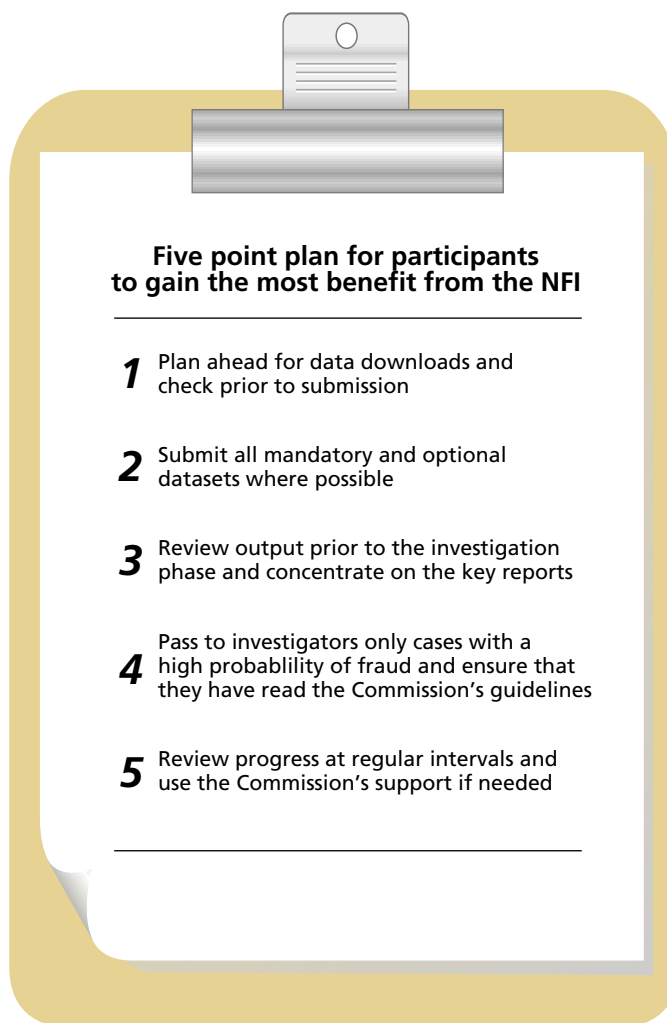 Five point plan for participants
to gain the most benefit from the NFI
1 Plan ahead for data downloads and
check prior to submission
2 Submit all mandatory and optional
datasets where possible
3 Review output prior to the investigation
phase and concentrate on the key reports
4 Pass to investigators only cases with a
high probablility of fraud and ensure that
they have read the Commission’s guidelines
5 Review progress at regular intervals and
use the Commission’s support if needed